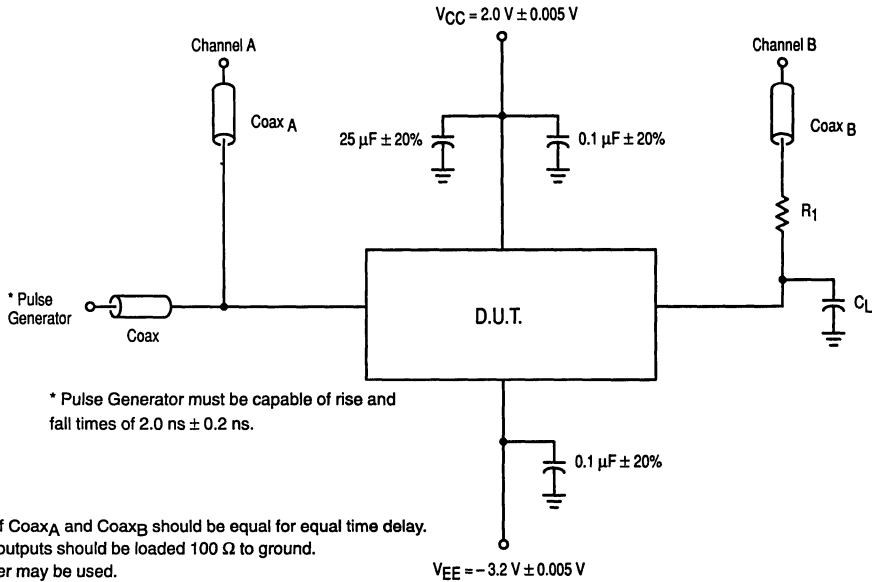 VCC = 2.0 V ± 0.005 V
Channel A
Channel B
Coax A
25 µF ± 20%
0.1 µF ± 20%
Coax B
R1
* Pulse
Generator
Coax
D.U.T.
CL
* Pulse Generator must be capable of rise and
fall times of 2.0 ns ± 0.2 ns.
0.1 µF ± 20%
CoaxA and CoaxB should be equal for equal time delay.
outputs should be loaded 100 Ω to ground.
may be used.
VEE = – 3.2 V ± 0.005 V